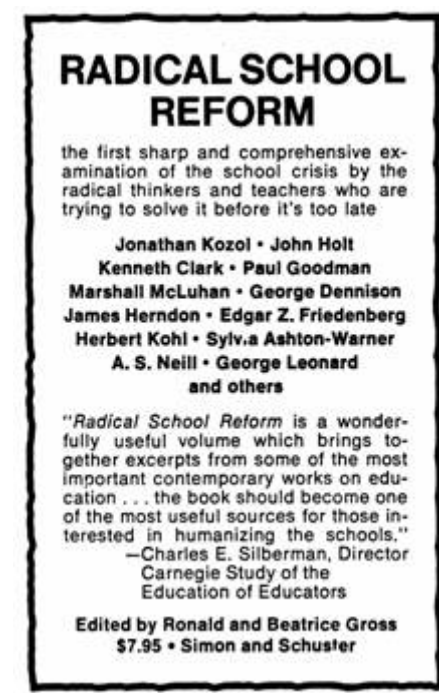 RADICAL SCHOOL
REFORM
the first sharp and comprehensive ex-
amination of the school crisis by the
radical thinkers and teachers who are
trying to solve it before it's too late
Jonathan Kozol • John Holt
Kenneth Clark • Paul Goodman
Marshall McLuhan • George Dennison
James Herndon • Edgar Z. Friedenberg
Herbert Kohl • Sylv.a Ashton-Warner
A. S. Neill • George Leonard
and others
"Radical School Reform is a wonder-
fully useful volume which brings to-
gether excerpts from some of the most
important contemporary works on edu-
cation . . . the book should become one
of the most useful sources for those in-
terested in humanizing the schools."
—Charles E. Silberman, Director
Carnegie Study of the
Education of Educators
Edited by Ronald and Beatrice Gross
$7.95 • Simon and Schuster